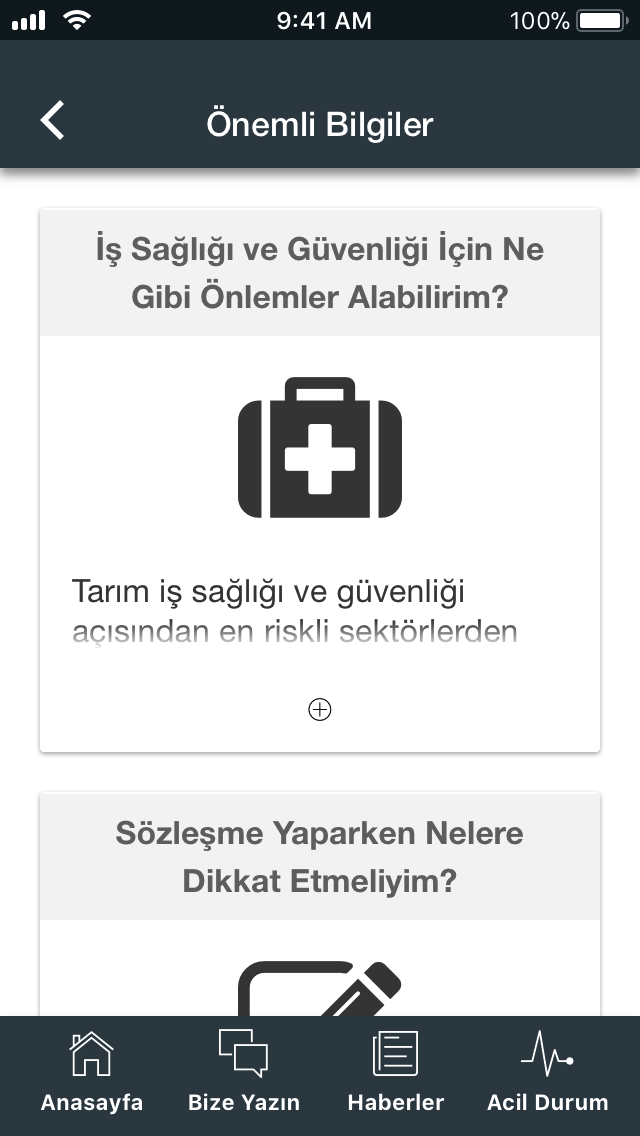 9:41 AM 100%
Önemli Bilgiler
İş Sağlığı ve Güvenliği İçin Ne
Gibi Önlemler Alabilirim?
Tarım iş sağlığı ve güvenliği
açısından en riskli sektörlerden
Sözleşme Yaparken Nelere
Dikkat Etmeliyim?
Anasayfa Bize Yazın Haberler Acil Durum